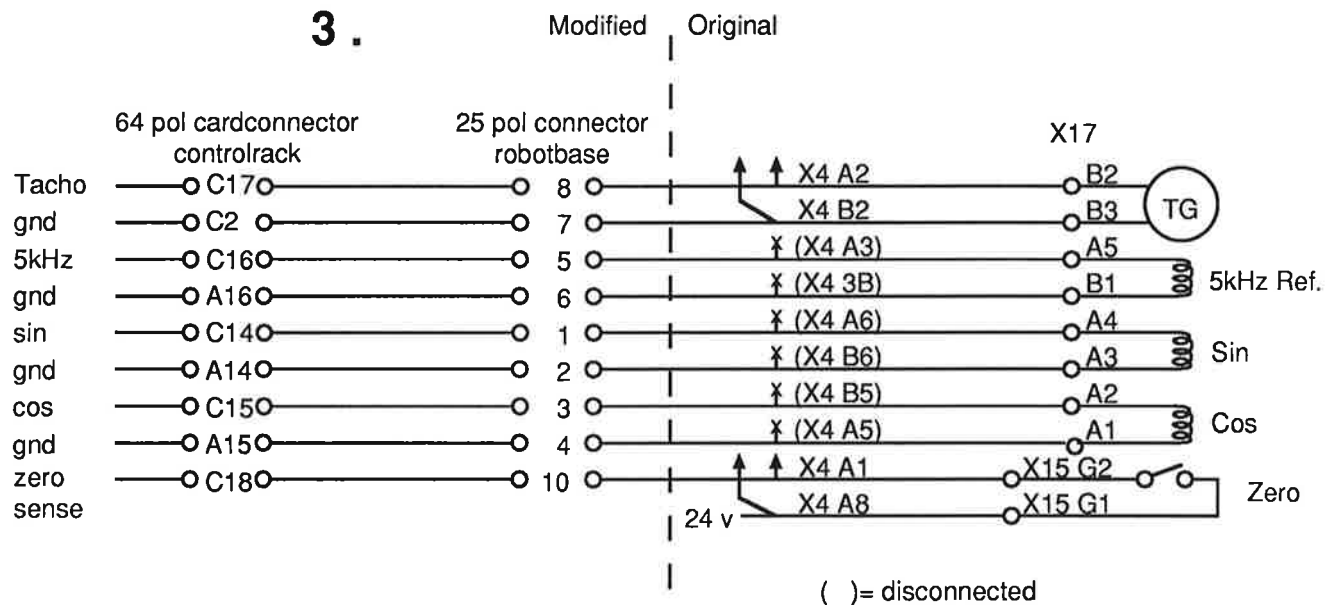 3 .
Modified Original
64 pol cardconnector
controlrack
25 pol connector
robotbase
X17
Tacho C17 8 X4 A2 B2
gnd C2 7 X4 B2 B3
TG
5kHz C16 5 (X4 A3) A5
gnd A16 6 (X4 3B) B1
5kHz Ref.
sin C14 1 (X4 A6) A4
gnd A14 2 (X4 B6) A3
Sin
cos C15 3 (X4 B5) A2
gnd A15 4 (X4 A5) A1
Cos
zero C18 10 X4 A1 X15 G2
sense
24 v X4 A8 X15 G1
Zero
( )= disconnected